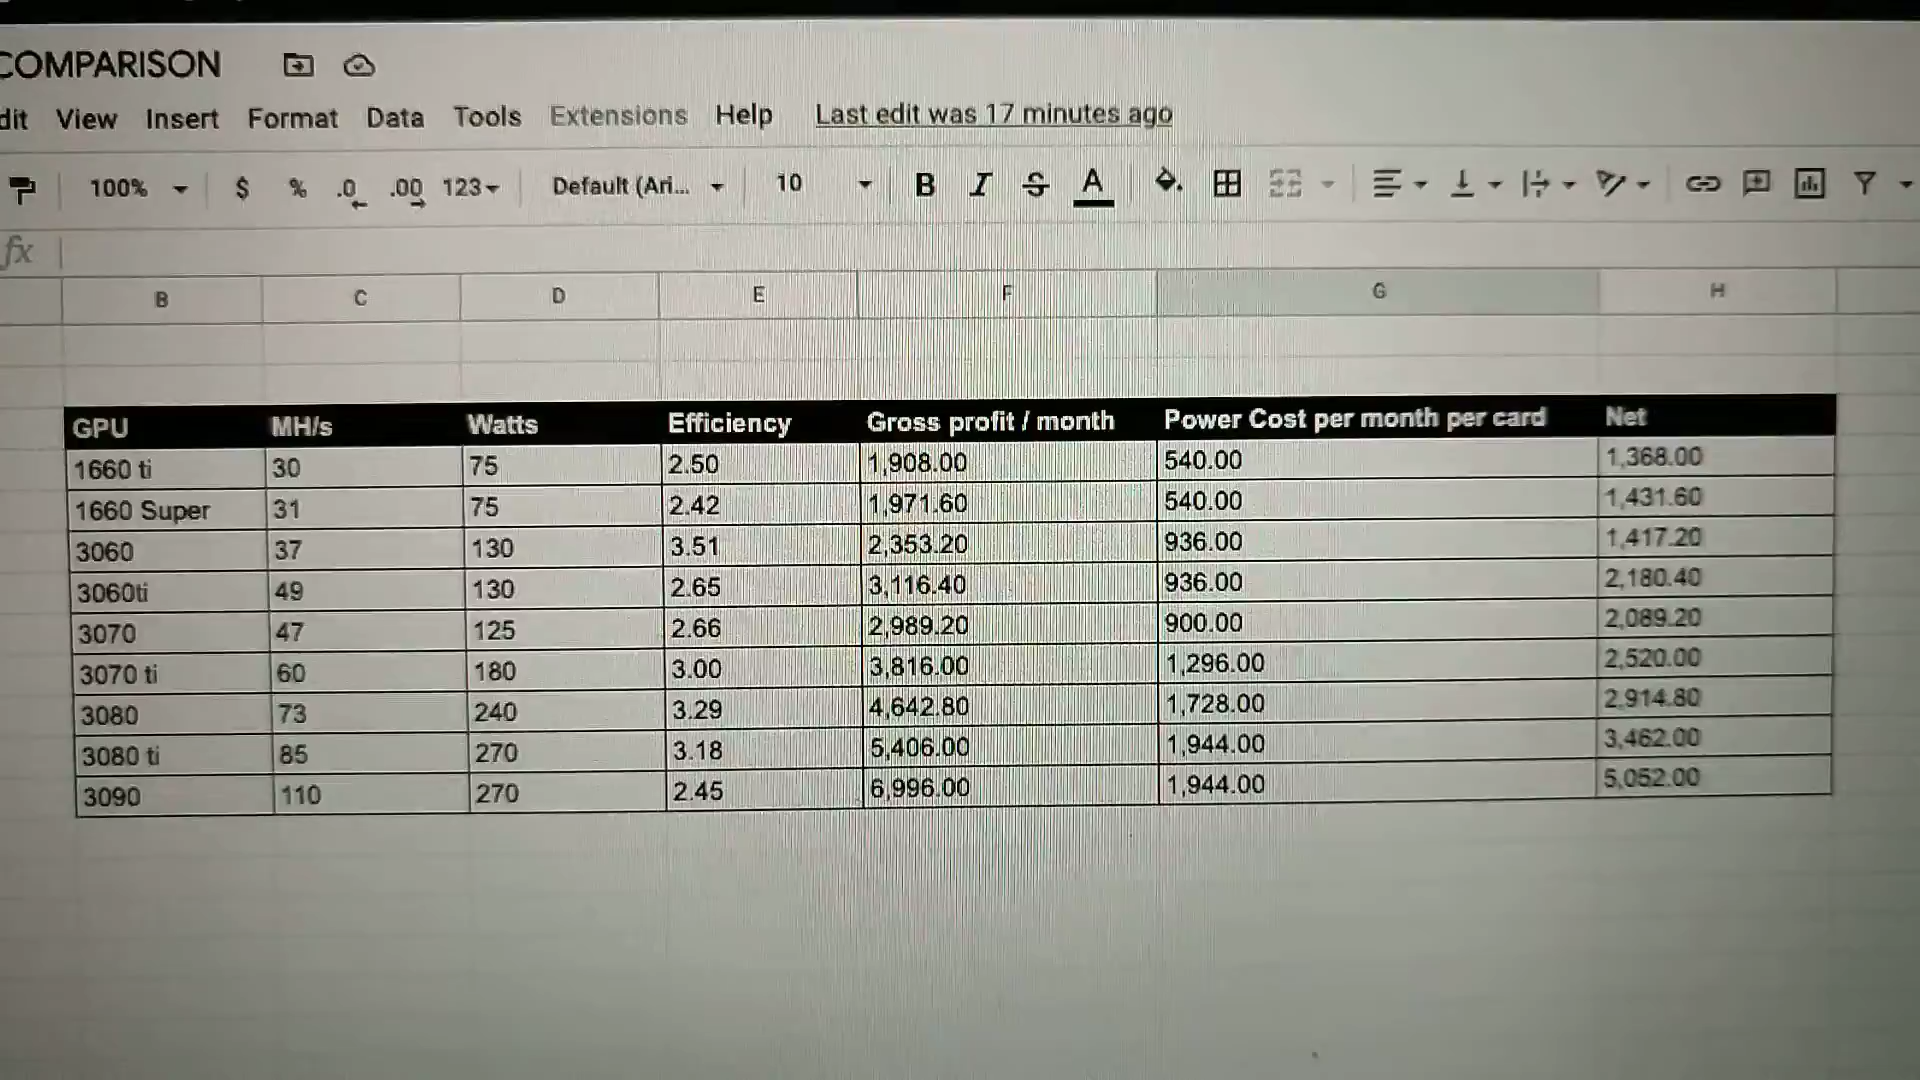 COMPARISON
dit View Insert Format Data Tools Extensions Help Last edit was 17 minutes ago
100% $ % .0 .00 123 Default (Ari... 10 B I S A
fx
B C D E F G H
GPU MH/s Watts Efficiency Gross profit / month Power Cost per month per card Net
1660 ti 30 75 2.50 1,908.00 540.00 1,368.00
1660 Super 31 75 2.42 1,971.60 540.00 1,431.60
3060 37 130 3.51 2,353.20 936.00 1,417.20
3060ti 49 130 2.65 3,116.40 936.00 2,180.40
3070 47 125 2.66 2,989.20 900.00 2,089.20
3070 ti 60 180 3.00 3,816.00 1,296.00 2,520.00
3080 73 240 3.29 4,642.80 1,728.00 2,914.80
3080 ti 85 270 3.18 5,406.00 1,944.00 3,462.00
3090 110 270 2.45 6,996.00 1,944.00 5,052.00